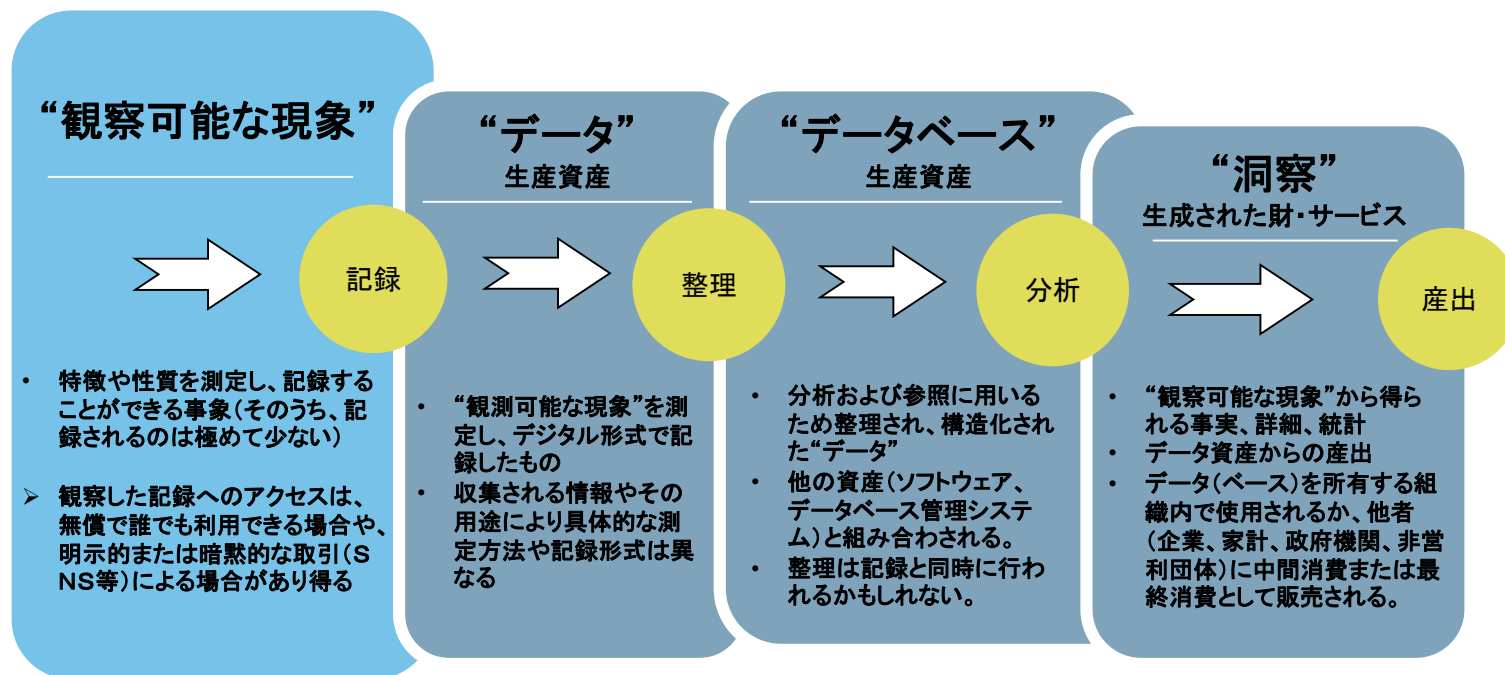 “観察可能な現象”
記録
• 特徴や性質を測定し、記録する
ことができる事象（そのうち、記
録されるのは極めて少ない）
➢ 観察した記録へのアクセスは、
無償で誰でも利用できる場合や、
明示的または暗黙的な取引（S
NS等）による場合があり得る
“データ”
生産資産
整理
• “観測可能な現象”を測
定し、デジタル形式で記
録したもの
• 収集される情報やその
用途により具体的な測
定方法や記録形式は異
なる
“データベース”
生産資産
分析
• 分析および参照に用いる
ため整理され、構造化され
た“データ”
• 他の資産（ソフトウェア、
データベース管理システ
ム）と組み合わされる。
• 整理は記録と同時に行わ
れるかもしれない。
“洞察”
生成された財・サービス
産出
• “観察可能な現象”から得ら
れる事実、詳細、統計
• データ資産からの産出
• データ（ベース）を所有する組
織内で使用されるか、他者
（企業、家計、政府機関、非営
利団体）に中間消費または最
終消費として販売される。